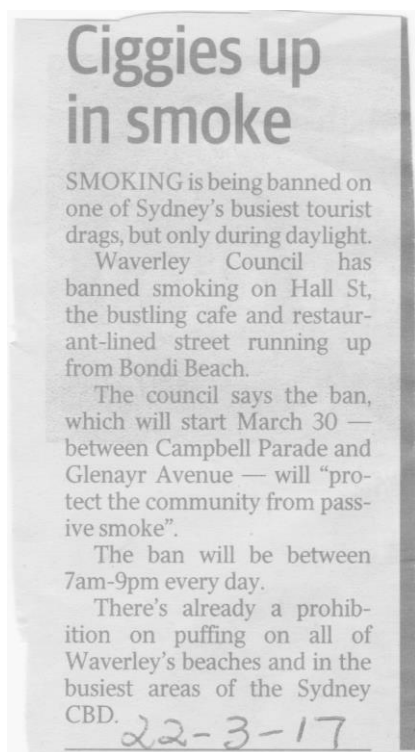 Ciggies up
in smoke
SMOKING is being banned on
one of Sydney's busiest tourist
drags, but only during daylight.
Waverley Council has
banned smoking on Hall St,
the bustling cafe and restaur-
ant-lined street running up
from Bondi Beach.
The council says the ban,
which will start March 30 —
between Campbell Parade and
Glenayr Avenue — will "pro-
tect the community from pass-
ive smoke".
The ban will be between
7am-9pm every day.
There's already a prohib-
ition on puffing on all of
Waverley's beaches and in the
busiest areas of the Sydney
CBD.
22-3-17